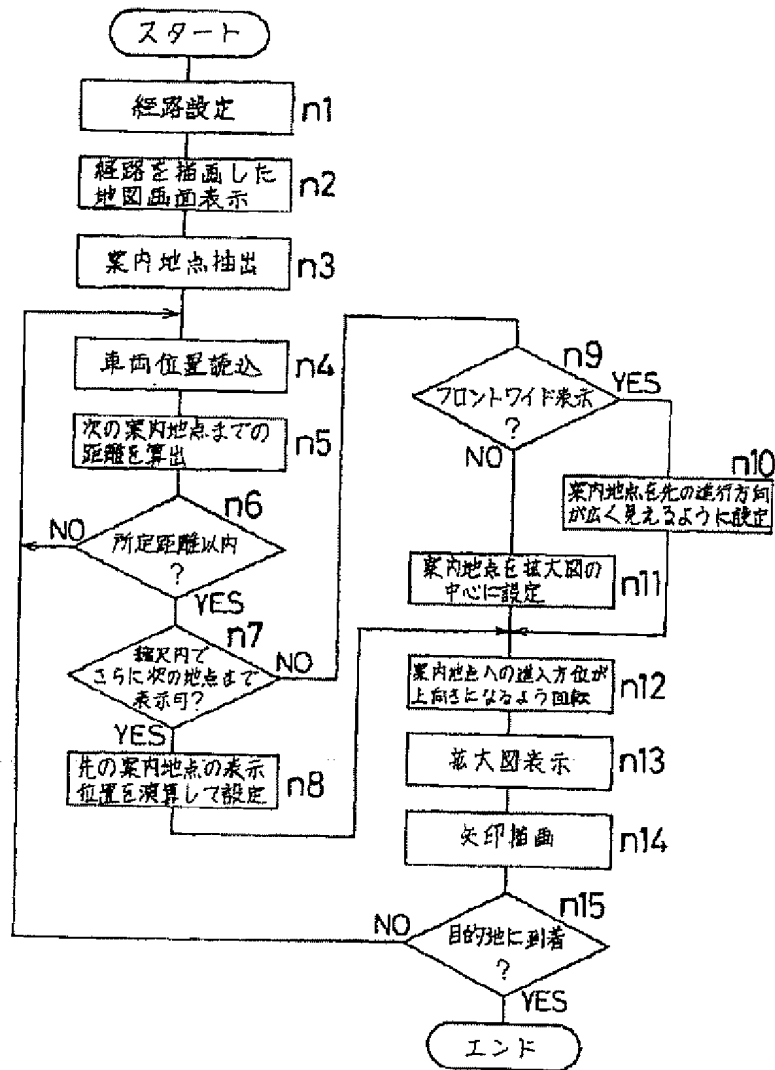 スタート
経路設定
n1
経路を描画した
地図画面表示
n2
案内地点抽出
n3
車両位置読込
n4
次の案内地点までの
距離を算出
n5
n6
所定距離以内
?
NO
YES
n7
縮尺内で
さらに次の地点まで
表示可?
NO
YES
先の案内地点の表示
位置を演算して設定
n8
n9
フロントワイド表示
?
YES
NO
n10
案内地点を先の進行方向
が広く見えるように設定
案内地点を拡大図の
中心に設定
n11
案内地点への進入方位が
上向きになるよう回転
n12
拡大図表示
n13
矢印描画
n14
n15
目的地に到着
?
NO
YES
エンド